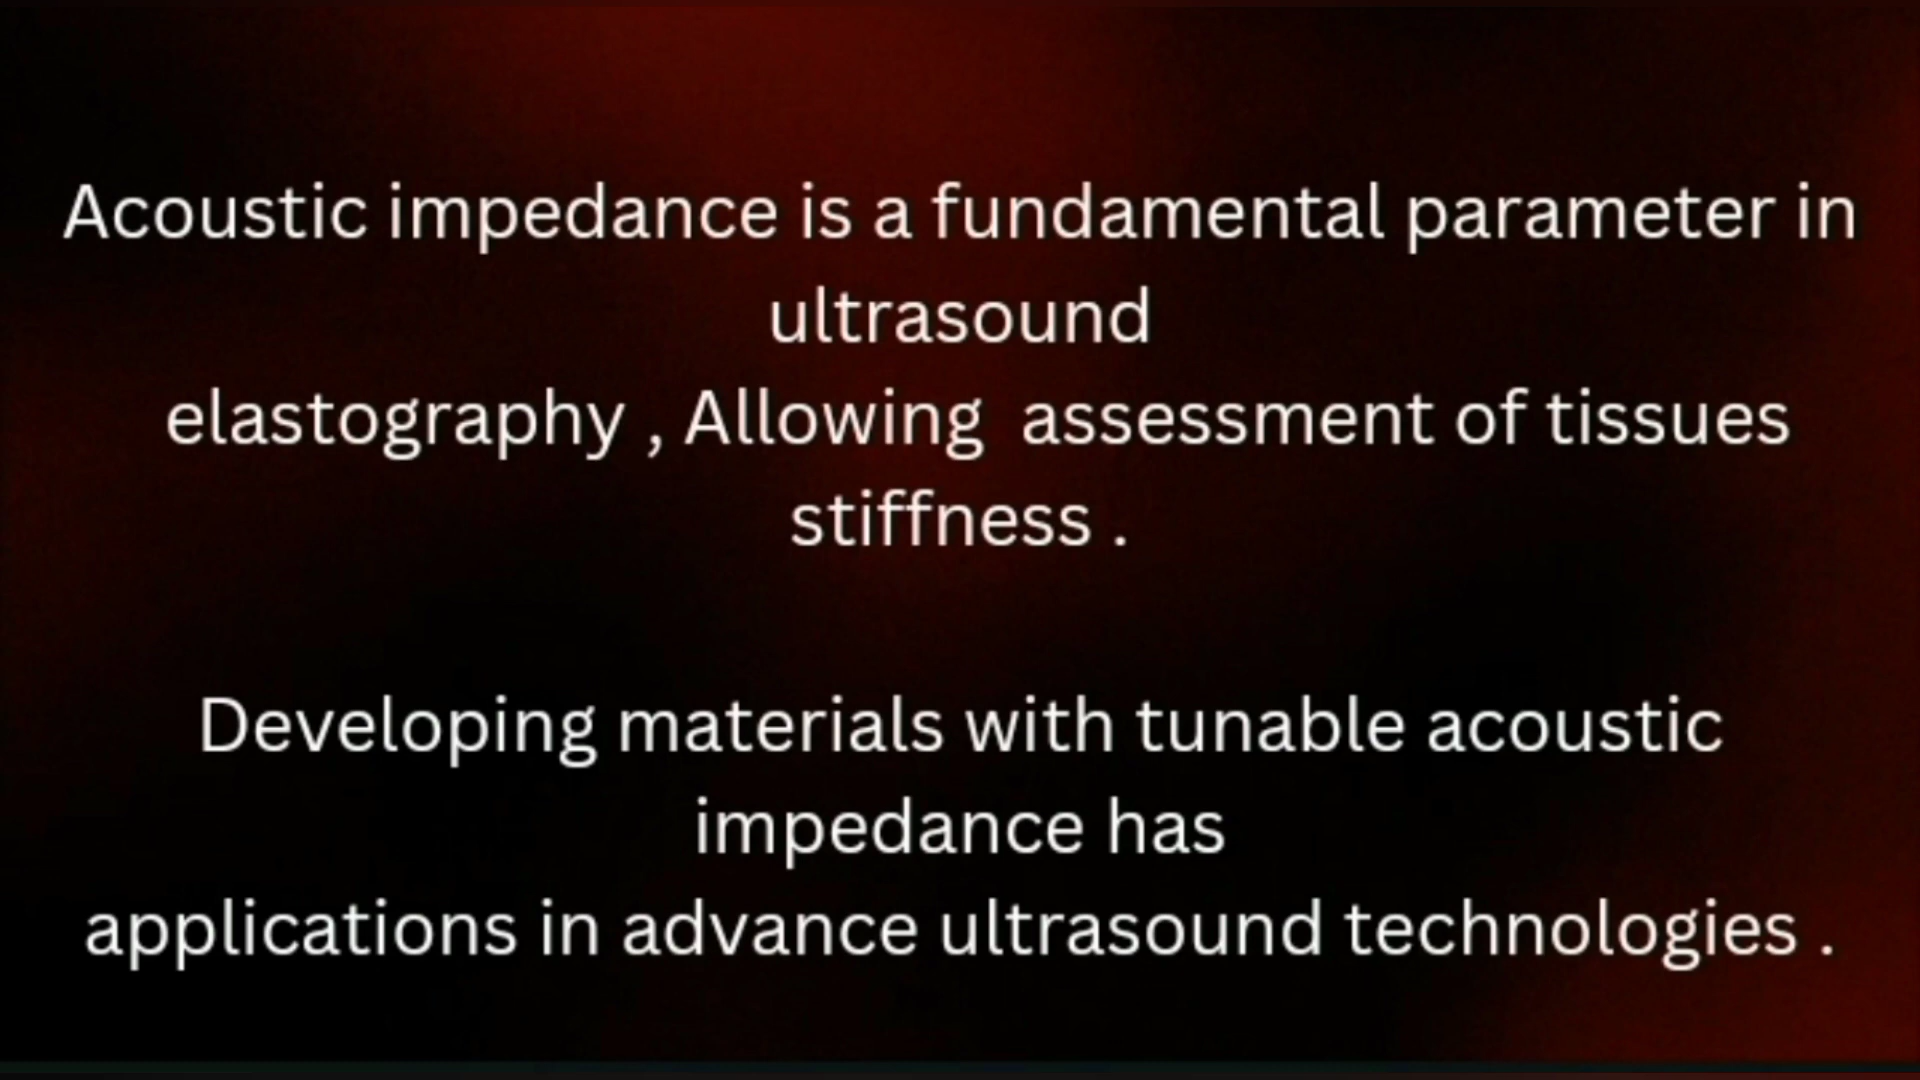 Acoustic impedance is a fundamental parameter in
ultrasound
elastography , Allowing  assessment of tissues
stiffness .
Developing materials with tunable acoustic
impedance has
applications in advance ultrasound technologies .